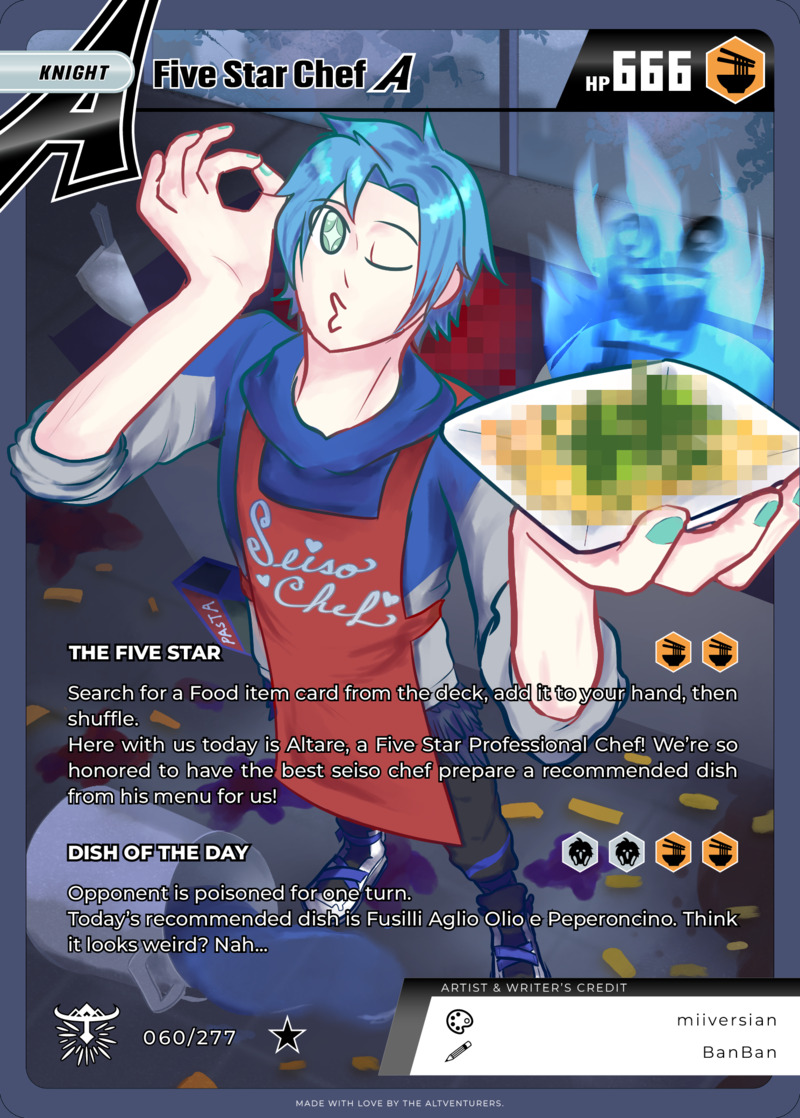 KNIGHT
Five Star Chef A
HP 666
Seiso
Chef
PASTA
THE FIVE STAR
Search for a Food item card from the deck, add it to your hand, then
shuffle.
Here with us today is Altare, a Five Star Professional Chef! We're so
honored to have the best seiso chef prepare a recommended dish
from his menu for us!
DISH OF THE DAY
Opponent is poisoned for one turn.
Today's recommended dish is Fusilli Aglio Olio e Peperoncino. Think
it looks weird? Nah...
ARTIST & WRITER'S CREDIT
miiversian
BanBan
060/277
MADE WITH LOVE BY THE ALTVENTURERS.